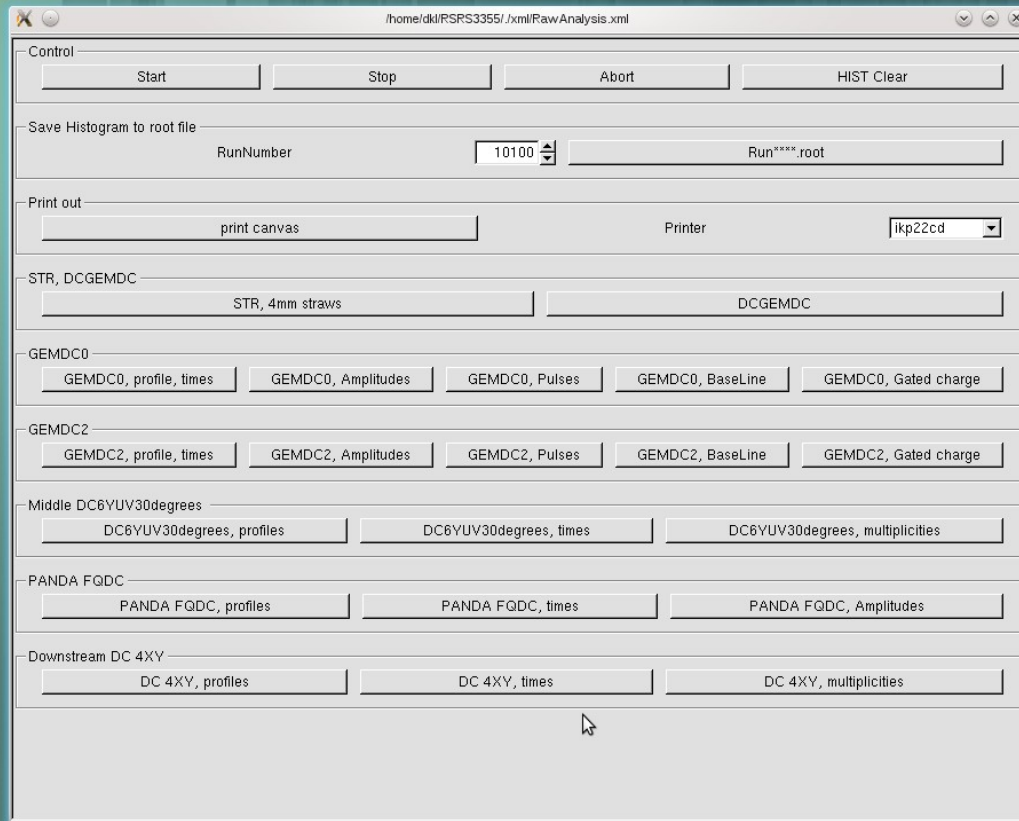 /home/dkl/RSRS3355/./xml/RawAnalysis.xml
Control
Start Stop Abort HIST Clear
Save Histogram to root file
RunNumber 10100 Run****.root
Print out
print canvas Printer ikp22cd
STR, DCGEMDC
STR, 4mm straws DCGEMDC
GEMDC0
GEMDC0, profile, times GEMDC0, Amplitudes GEMDC0, Pulses GEMDC0, BaseLine GEMDC0, Gated charge
GEMDC2
GEMDC2, profile, times GEMDC2, Amplitudes GEMDC2, Pulses GEMDC2, BaseLine GEMDC2, Gated charge
Middle DC6YUV30degrees
DC6YUV30degrees, profiles DC6YUV30degrees, times DC6YUV30degrees, multiplicities
PANDA FQDC
PANDA FQDC, profiles PANDA FQDC, times PANDA FQDC, Amplitudes
Downstream DC 4XY
DC 4XY, profiles DC 4XY, times DC 4XY, multiplicities